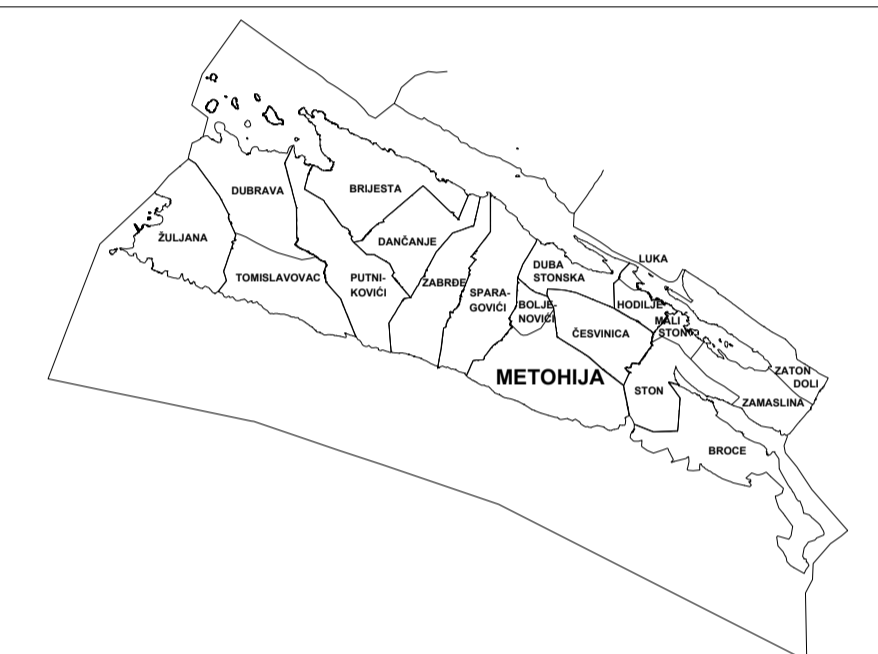 DUBRAVA
BRIJESTA
ŽULJANA
DANČANJE
TOMISLAVOVAC
PUTNI-
KOVIĆI
ZABRĐE
SPARA-
GOVIĆI
DUBA
STONSKA
LUKA
BOLJE-
NOVIĆI
HODILJE
MALI
STON
ČESVINICA
METOHIJA
STON
ZATON
DOLI
ZAMASLINA
BROCE